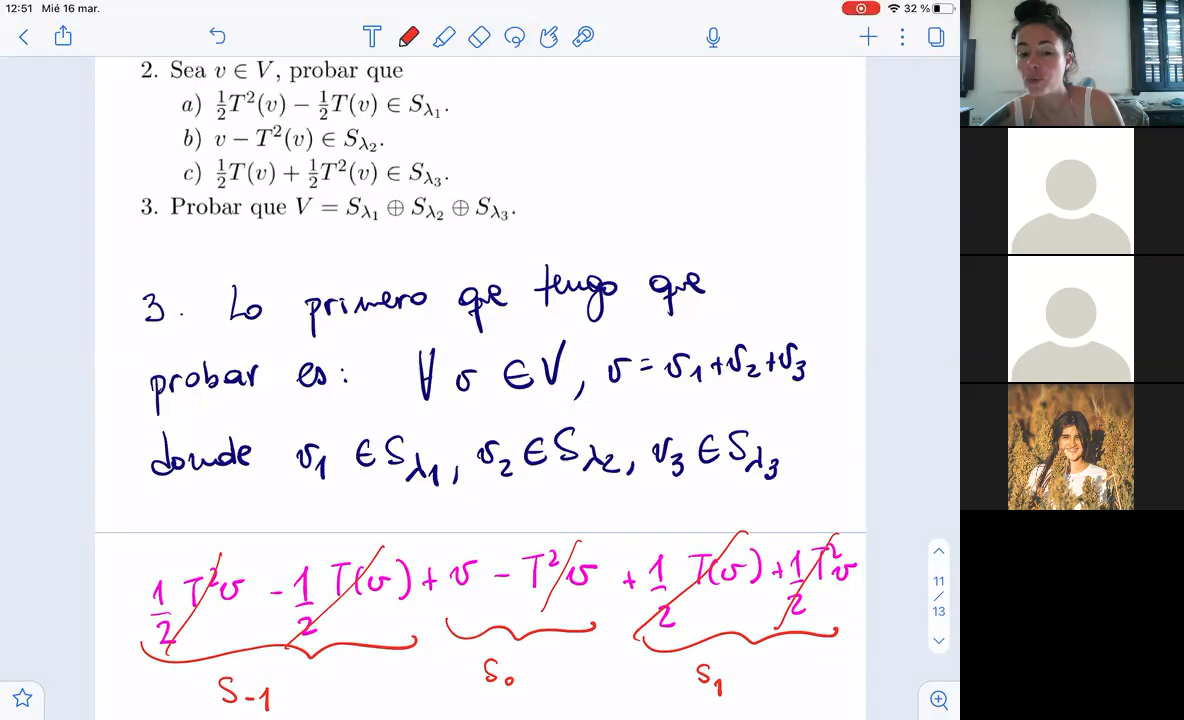 12:51 Mié 16 mar.
32 %
2. Sea v ∈ V, probar que
a) ½T²(v) − ½T(v) ∈ S_λ₁.
b) v − T²(v) ∈ S_λ₂.
c) ½T(v) + ½T²(v) ∈ S_λ₃.
3. Probar que V = S_λ₁ ⊕ S_λ₂ ⊕ S_λ₃.
3. Lo primero que tengo que
probar es: ∀ v ∈ V, v = v₁+v₂+v₃
donde v₁ ∈ S_λ₁, v₂ ∈ S_λ₂, v₃ ∈ S_λ₃
½ T²v − ½ T(v) + v − T²v + ½ T(v) + ½ T²v
S₋₁ S₀ S₁
11
/
13